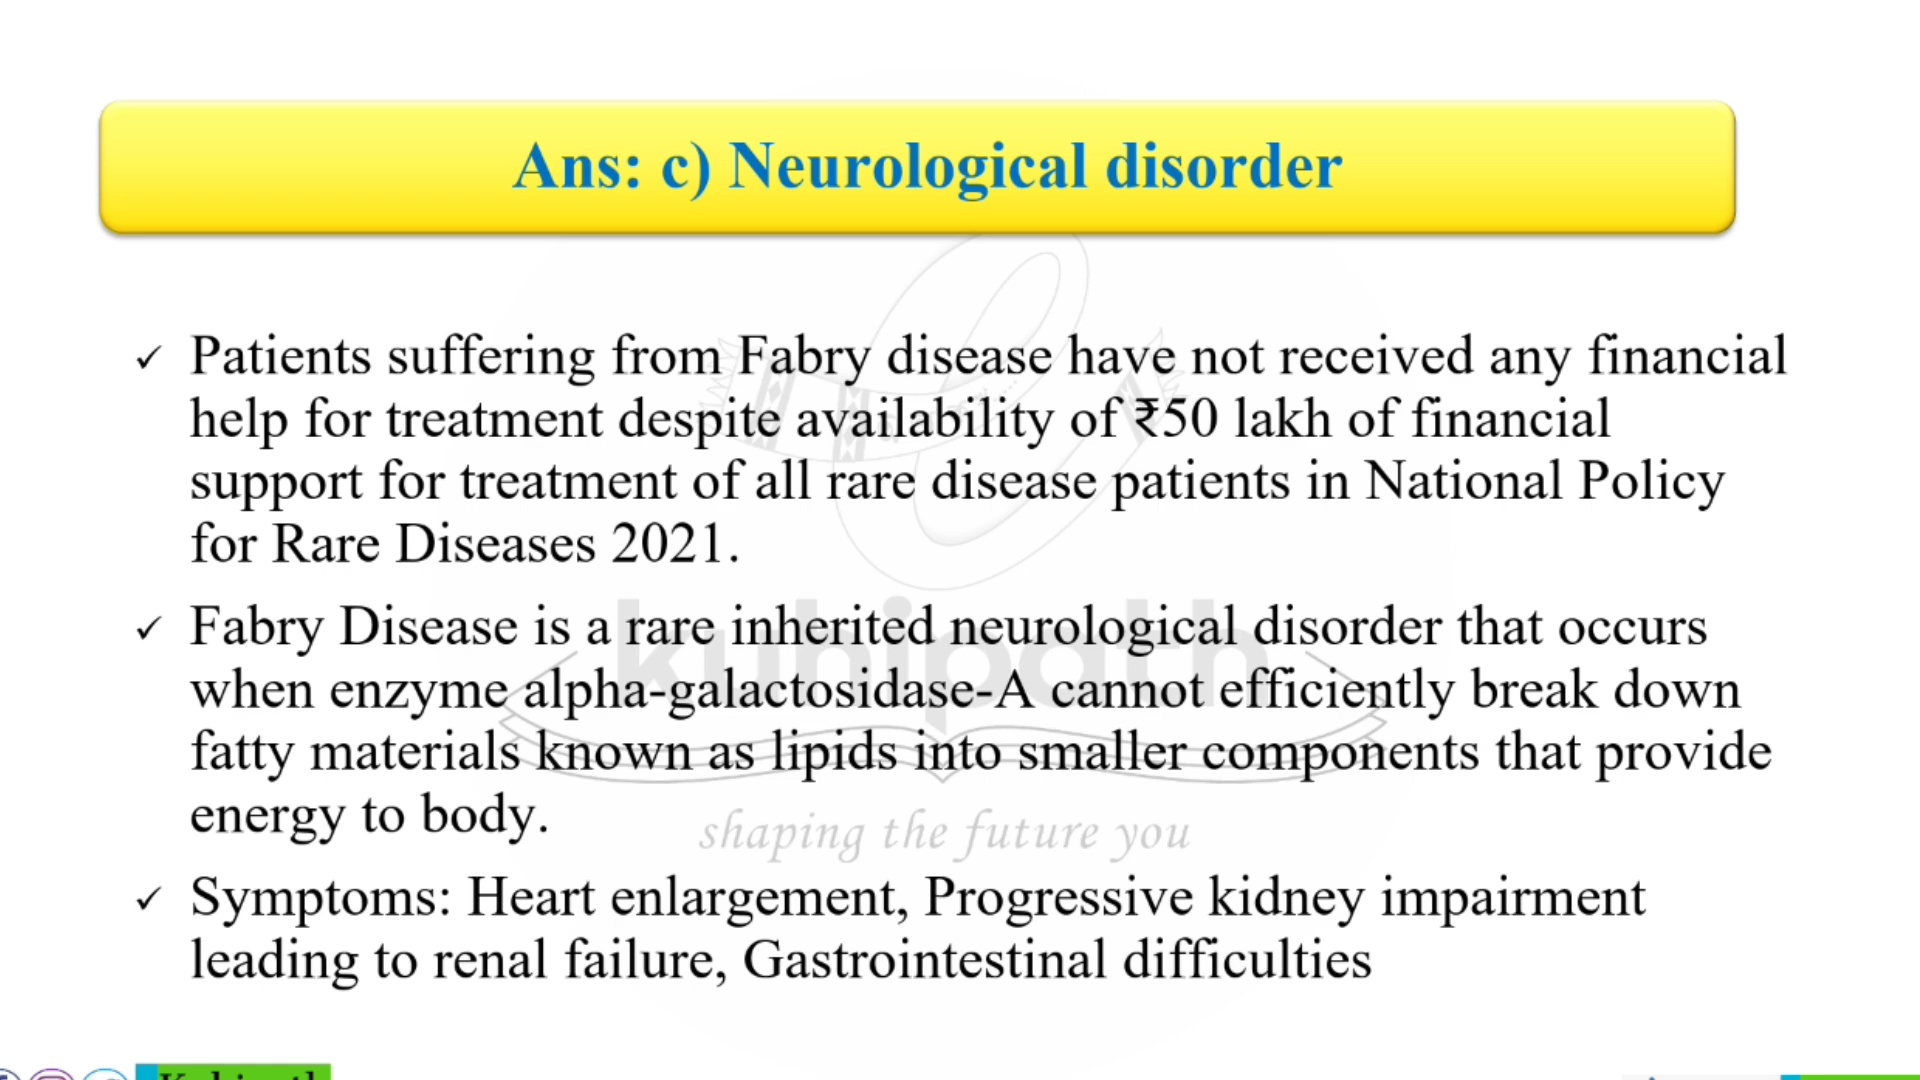 Ans: c) Neurological disorder
✓ Patients suffering from Fabry disease have not received any financial
help for treatment despite availability of ₹50 lakh of financial
support for treatment of all rare disease patients in National Policy
for Rare Diseases 2021.
✓ Fabry Disease is a rare inherited neurological disorder that occurs
when enzyme alpha-galactosidase-A cannot efficiently break down
fatty materials known as lipids into smaller components that provide
energy to body.
✓ Symptoms: Heart enlargement, Progressive kidney impairment
leading to renal failure, Gastrointestinal difficulties
kuhipath
shaping the future you